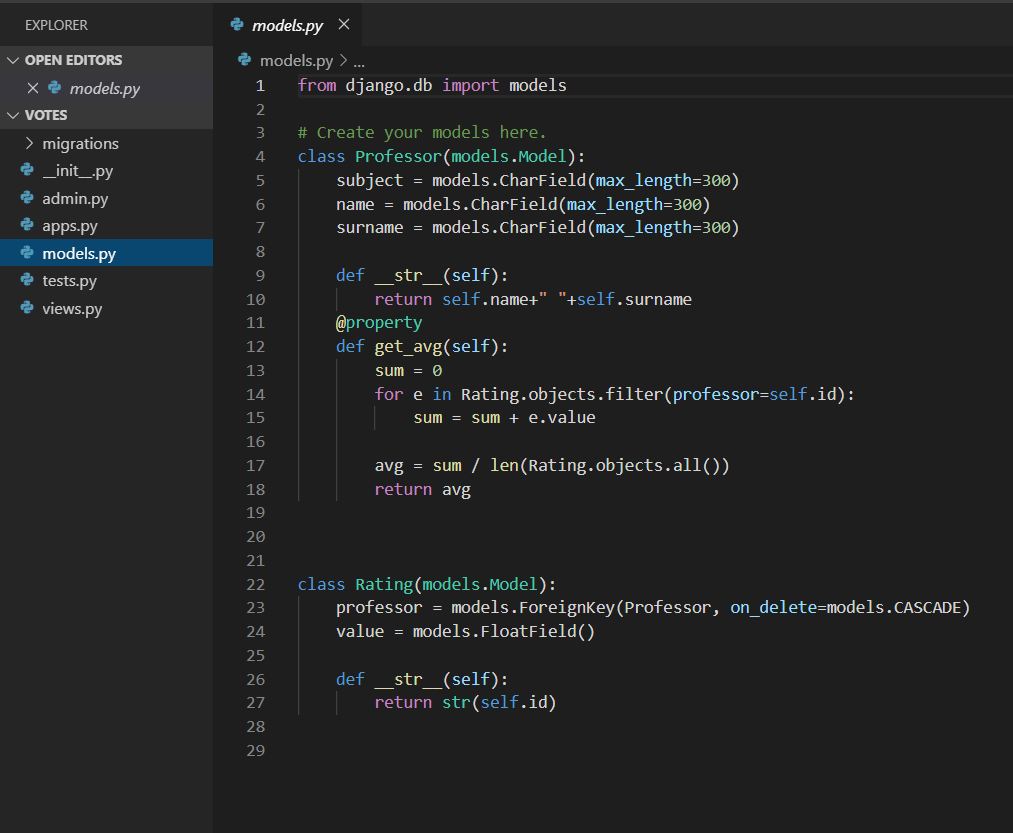 EXPLORER
OPEN EDITORS
models.py
VOTES
migrations
__init__.py
admin.py
apps.py
models.py
tests.py
views.py
models.py
models.py > ...
1 from django.db import models
2
3 # Create your models here.
4 class Professor(models.Model):
5     subject = models.CharField(max_length=300)
6     name = models.CharField(max_length=300)
7     surname = models.CharField(max_length=300)
8
9     def __str__(self):
10         return self.name+" "+self.surname
11     @property
12     def get_avg(self):
13         sum = 0
14         for e in Rating.objects.filter(professor=self.id):
15             sum = sum + e.value
16
17         avg = sum / len(Rating.objects.all())
18         return avg
19
20
21
22 class Rating(models.Model):
23     professor = models.ForeignKey(Professor, on_delete=models.CASCADE)
24     value = models.FloatField()
25
26     def __str__(self):
27         return str(self.id)
28
29